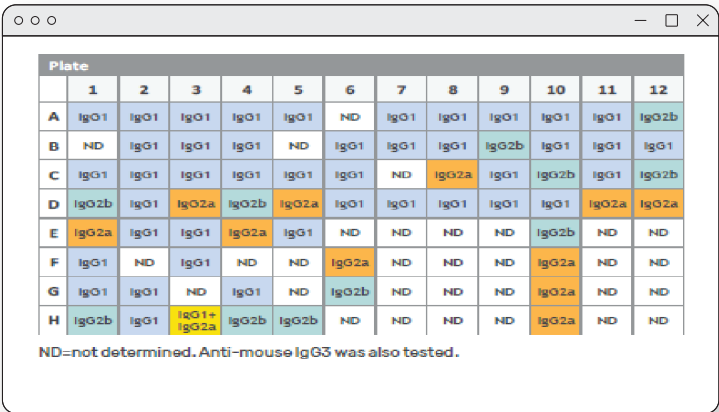 Plate
1 2 3 4 5 6 7 8 9 10 11 12
A IgG1 IgG1 IgG1 IgG1 IgG1 ND IgG1 IgG1 IgG1 IgG1 IgG1 IgG2b
B ND IgG1 IgG1 IgG1 ND IgG1 IgG1 IgG1 IgG2b IgG1 IgG1 IgG1
C IgG1 IgG1 IgG1 IgG1 IgG1 IgG1 ND IgG2a IgG1 IgG2b IgG1 IgG2b
D IgG2b IgG1 IgG2a IgG2b IgG2a IgG1 IgG1 IgG1 IgG1 IgG1 IgG2a IgG2a
E IgG2a IgG1 IgG1 IgG2a IgG1 ND ND ND ND IgG2b ND ND
F IgG1 ND IgG1 ND ND IgG2a ND ND ND IgG2a ND ND
G IgG1 IgG1 ND IgG1 ND IgG2b ND ND ND IgG2a ND ND
H IgG2b IgG1 IgG1+ IgG2a IgG2b IgG2b ND ND ND ND IgG2a ND ND
ND=not determined. Anti-mouse IgG3 was also tested.